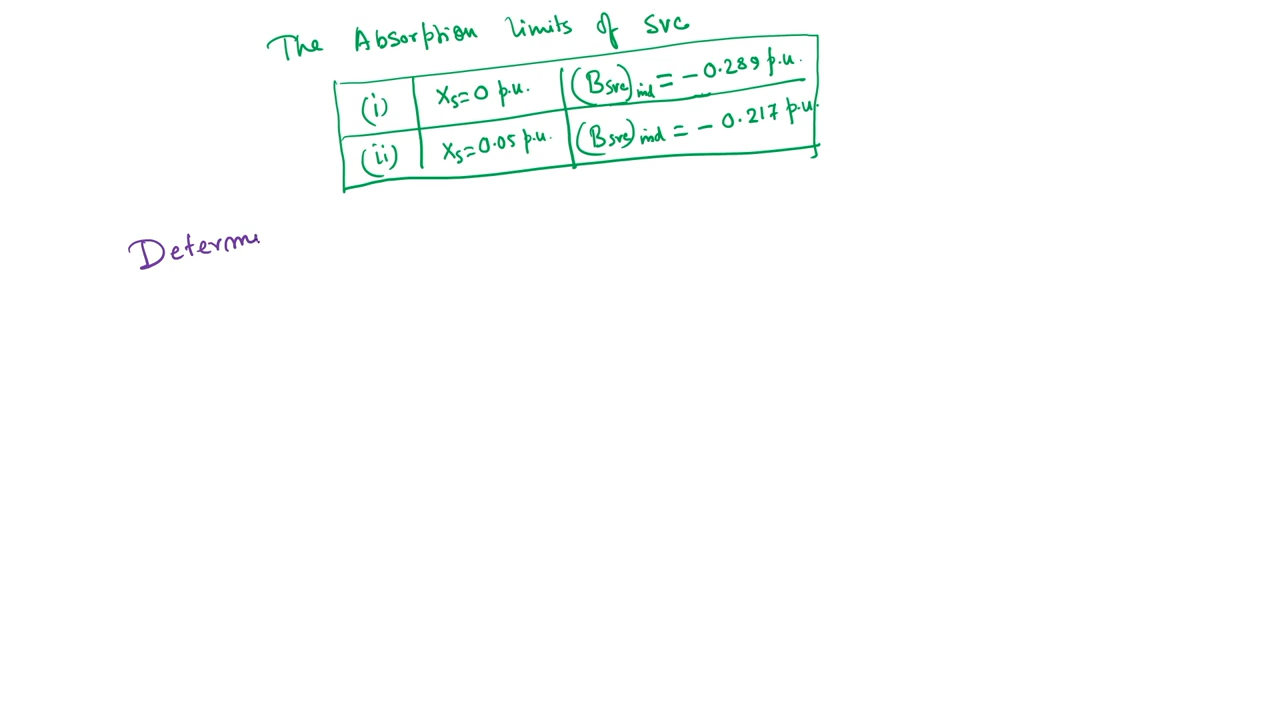 The Absorption limits of SVC
(i) Xs=0 p.u. (Bsvc)ind = - 0.289 p.u.
(ii) Xs=0.05 p.u. (Bsvc)ind = - 0.217 p.u.
Determi